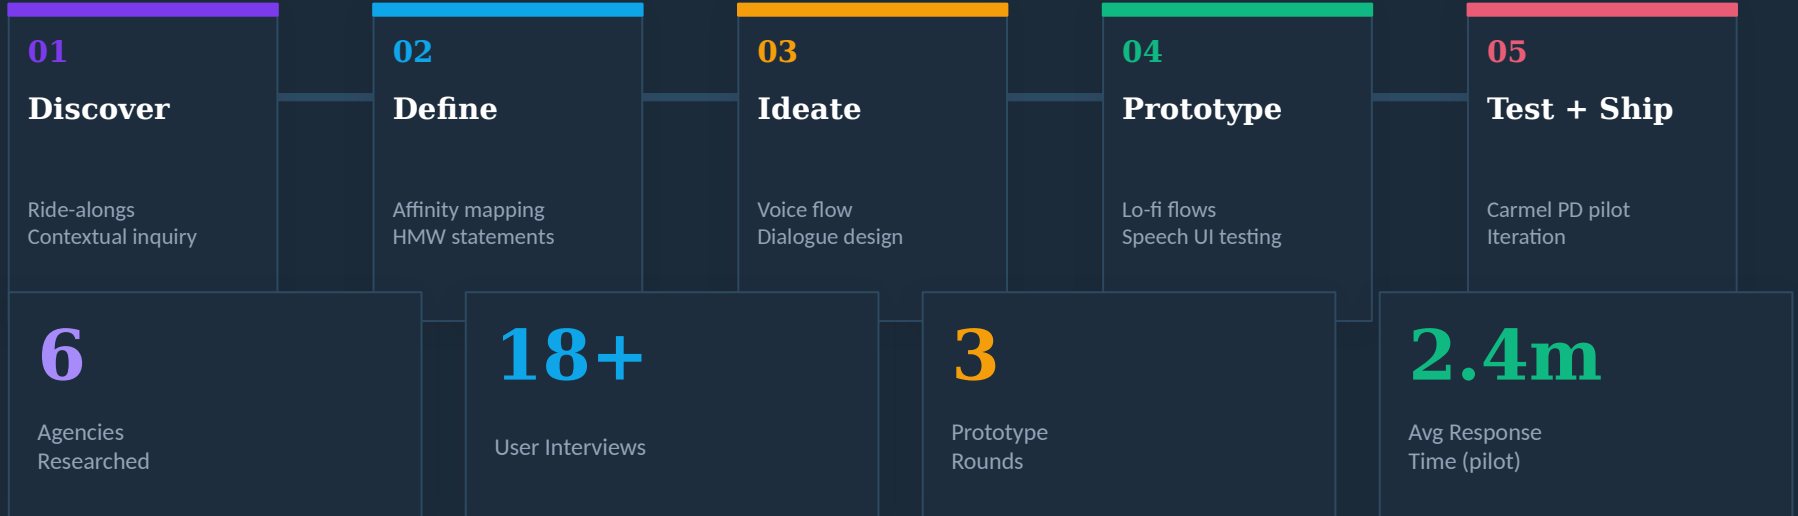 01
Discover
Ride-alongs
Contextual inquiry
02
Define
Affinity mapping
HMW statements
03
Ideate
Voice flow
Dialogue design
04
Prototype
Lo-fi flows
Speech UI testing
05
Test + Ship
Carmel PD pilot
Iteration
6
Agencies
Researched
18+
User Interviews
3
Prototype
Rounds
2.4m
Avg Response
Time (pilot)